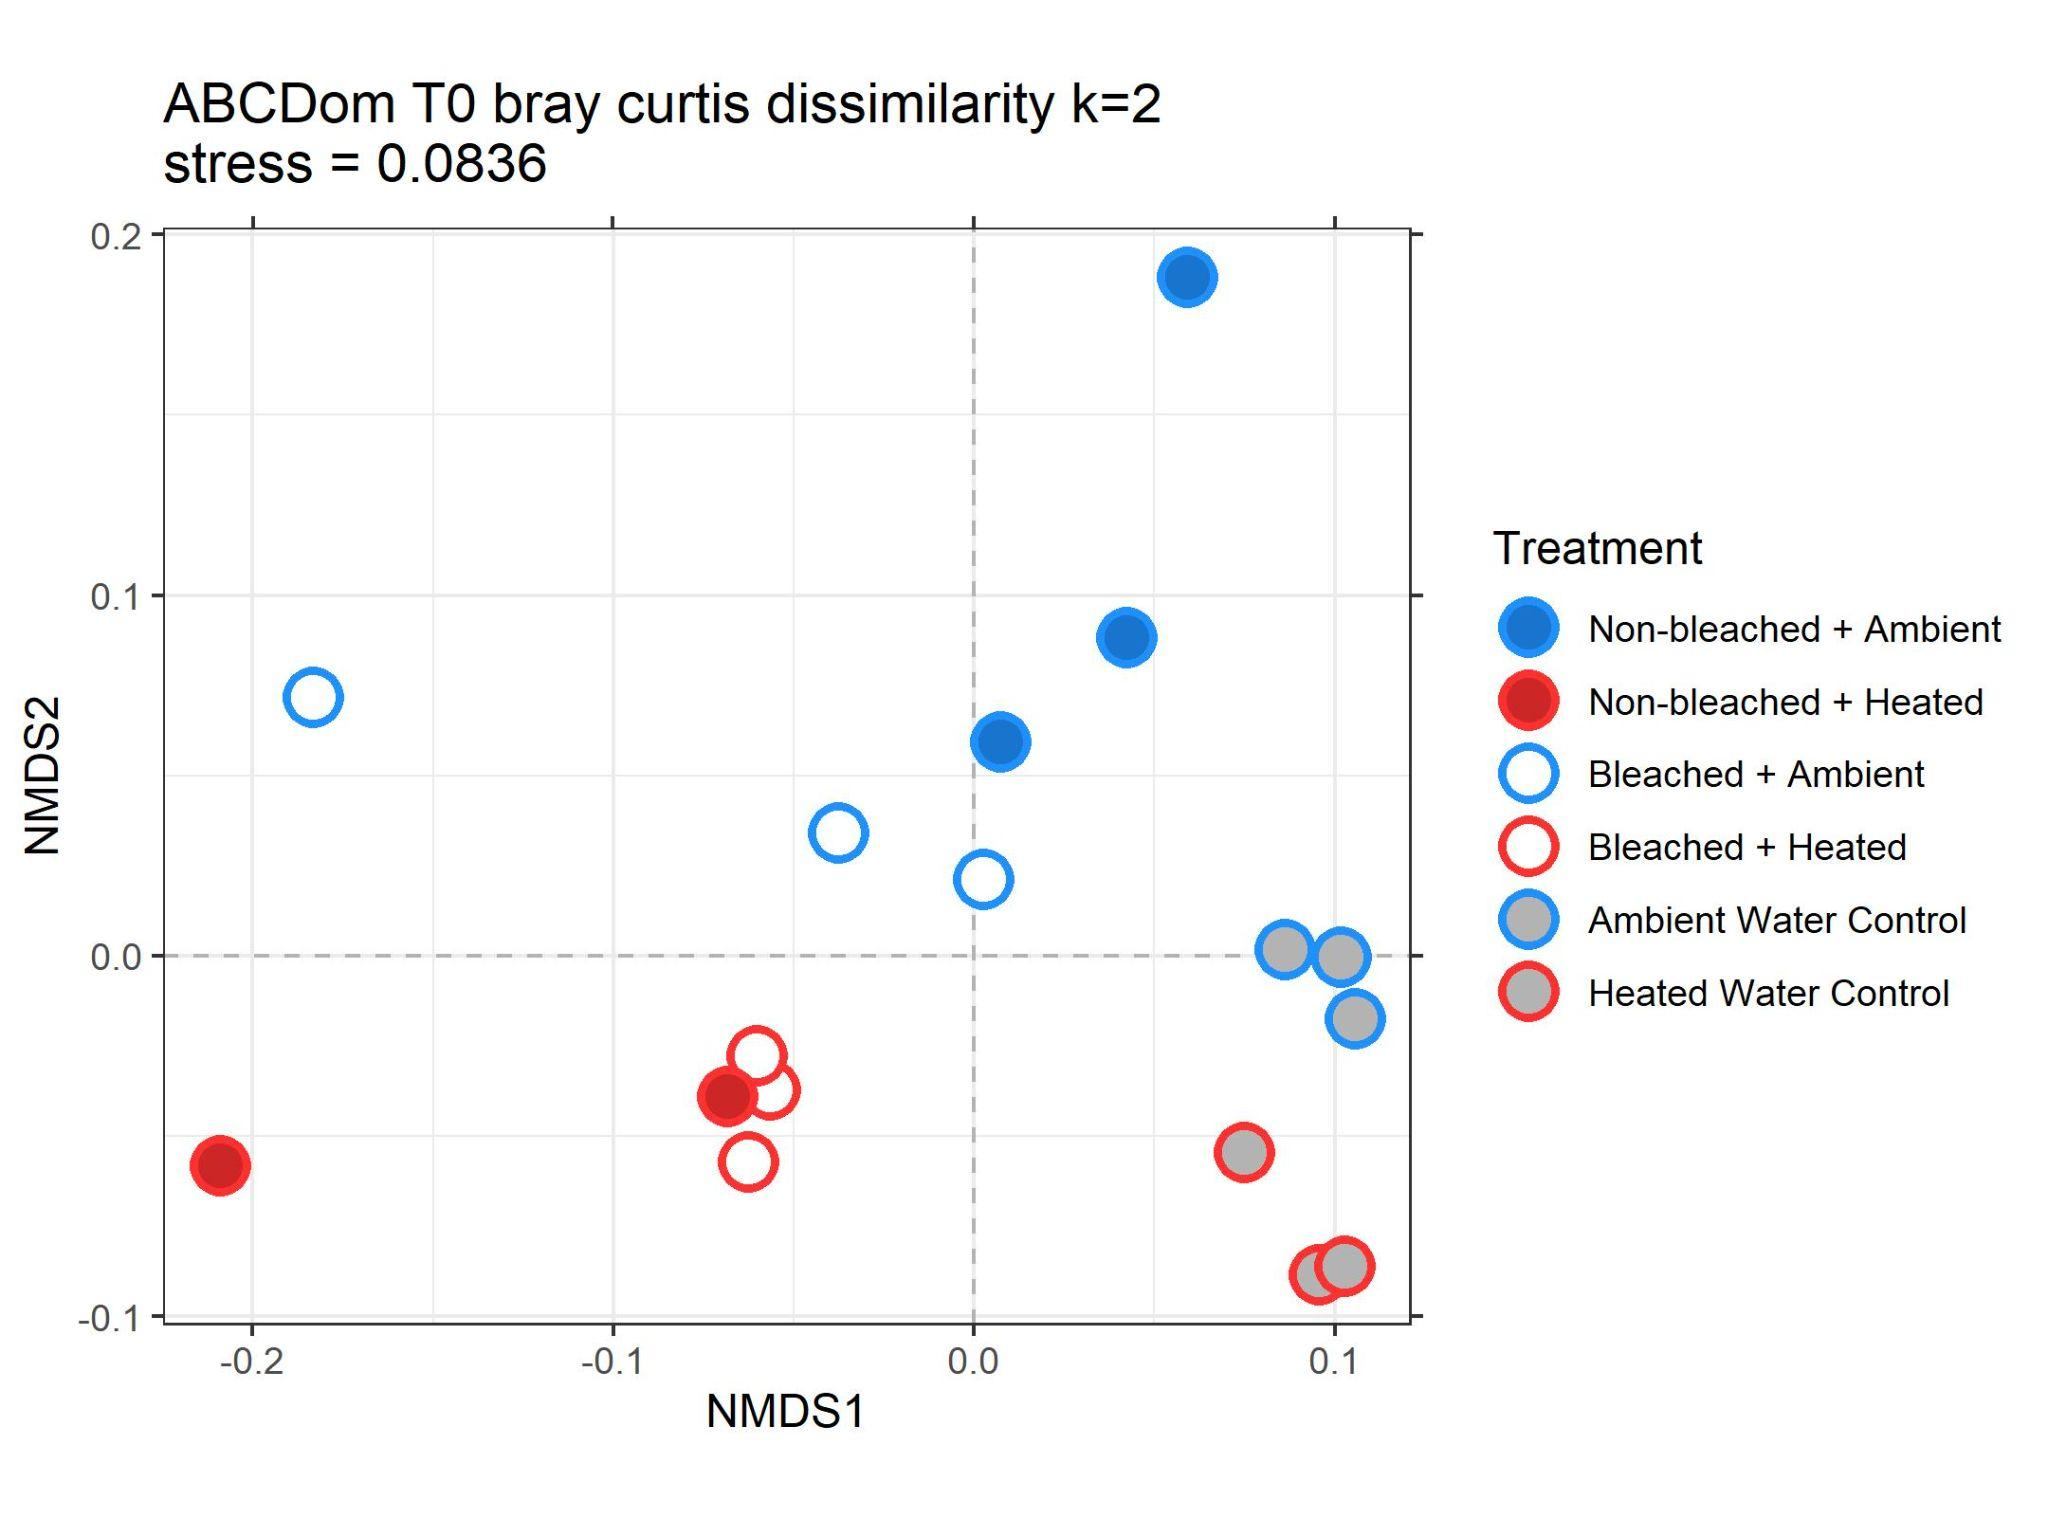 ABCDom T0 bray curtis dissimilarity k=2
stress = 0.0836
0.2
0.1
0.0
-0.1
NMDS2
-0.2
-0.1
0.0
0.1
NMDS1
Treatment
Non-bleached + Ambient
Non-bleached + Heated
Bleached + Ambient
Bleached + Heated
Ambient Water Control
Heated Water Control